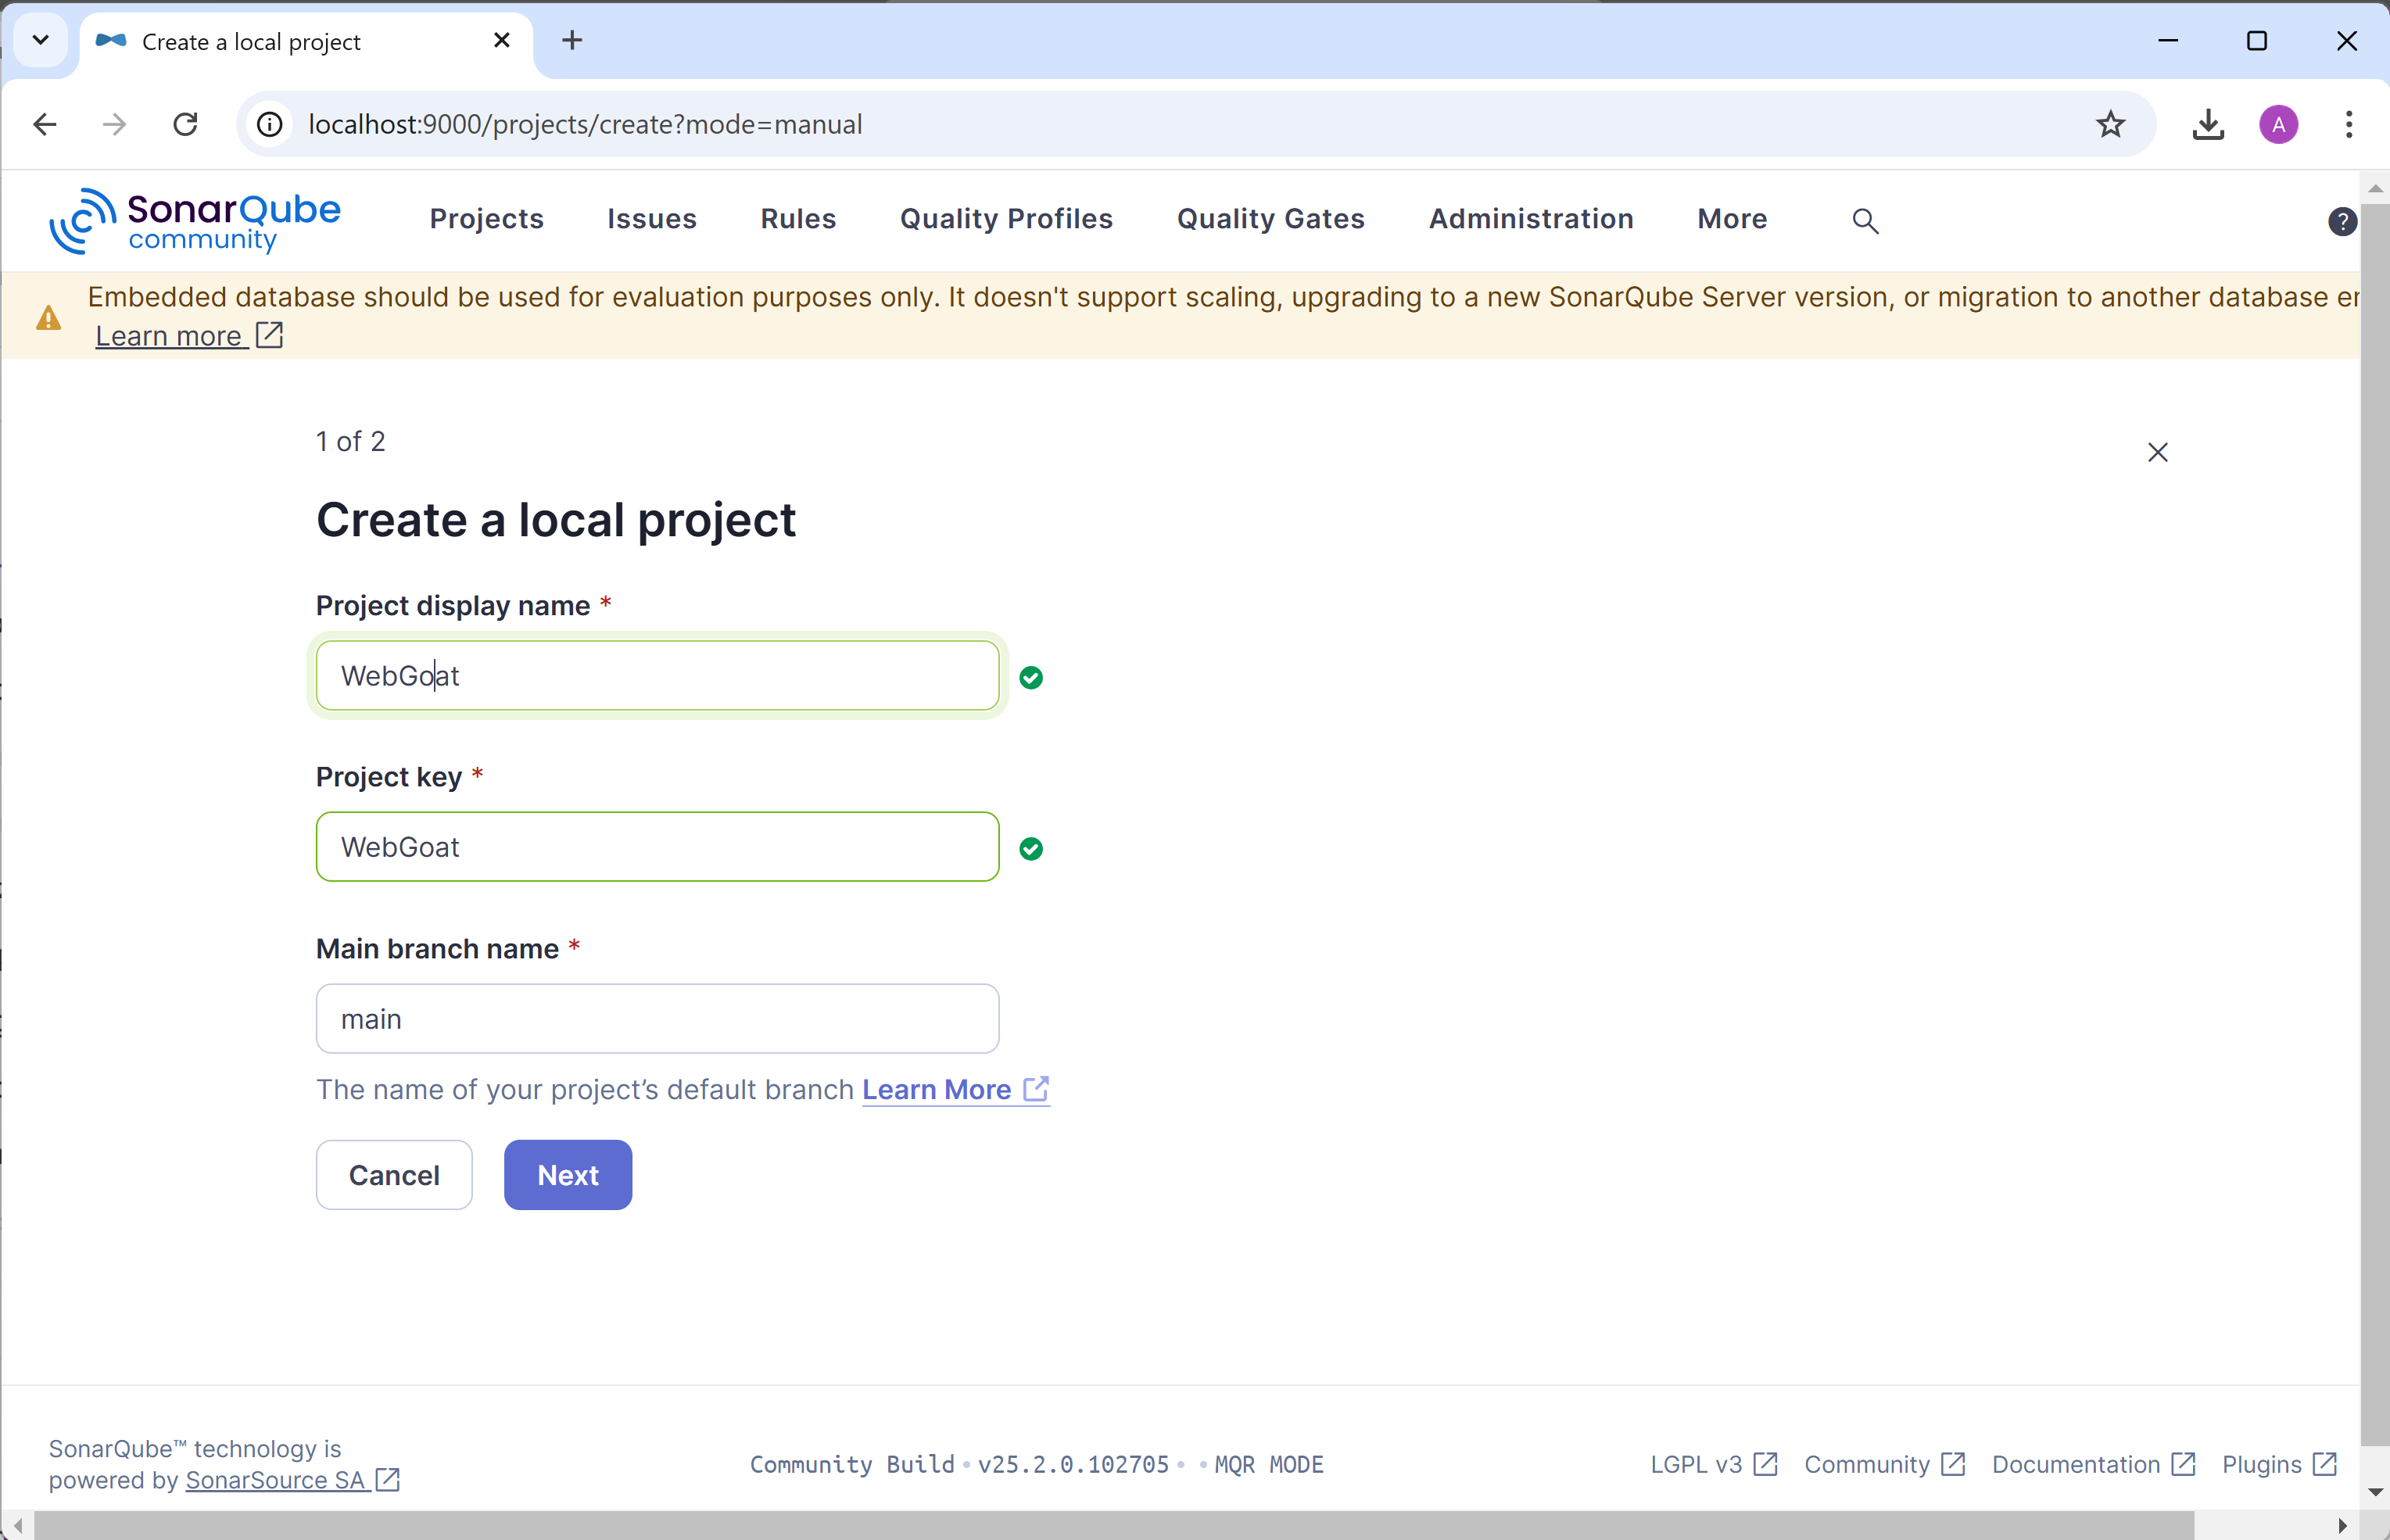 Create a local project
localhost:9000/projects/create?mode=manual
A
SonarQube
community
Projects Issues Rules Quality Profiles Quality Gates Administration More
?
Embedded database should be used for evaluation purposes only. It doesn't support scaling, upgrading to a new SonarQube Server version, or migration to another database
Learn more
1 of 2
Create a local project
Project display name *
WebGoat
Project key *
WebGoat
Main branch name *
main
The name of your project’s default branch Learn More
Cancel Next
SonarQube™ technology is
powered by SonarSource SA
Community Build • v25.2.0.102705 • • MQR MODE
LGPL v3 Community Documentation Plugins